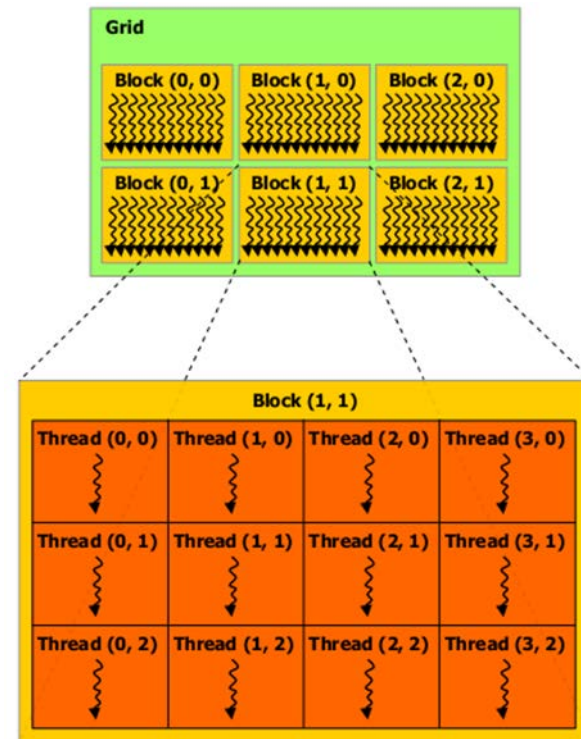 Grid
Block (0, 0) Block (1, 0) Block (2, 0)
Block (0, 1) Block (1, 1) Block (2, 1)
Block (1, 1)
Thread (0, 0) Thread (1, 0) Thread (2, 0) Thread (3, 0)
Thread (0, 1) Thread (1, 1) Thread (2, 1) Thread (3, 1)
Thread (0, 2) Thread (1, 2) Thread (2, 2) Thread (3, 2)